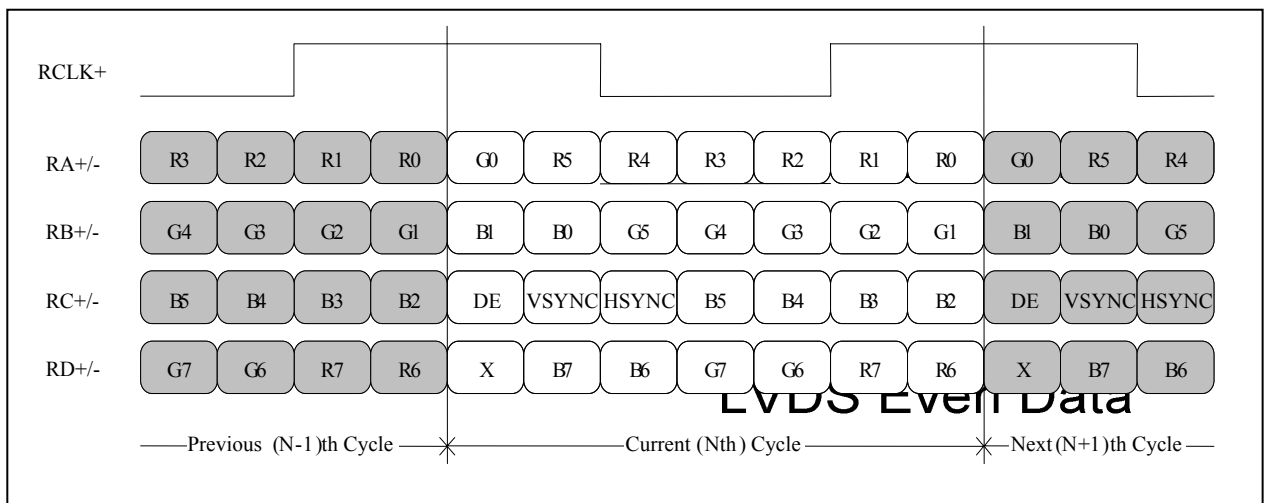 RCLK+
RA+/- R3 R2 R1 R0 G0 R5 R4 R3 R2 R1 R0 G0 R5 R4
RB+/- G4 G3 G2 G1 B1 B0 G5 G4 G3 G2 G1 B1 B0 G5
RC+/- B5 B4 B3 B2 DE VSYNC HSYNC B5 B4 B3 B2 DE VSYNC HSYNC
RD+/- G7 G6 R7 R6 X B7 B6 G7 G6 R7 R6 X B7 B6
LVDS Even Data
Previous (N-1)th Cycle Current (Nth) Cycle Next (N+1)th Cycle